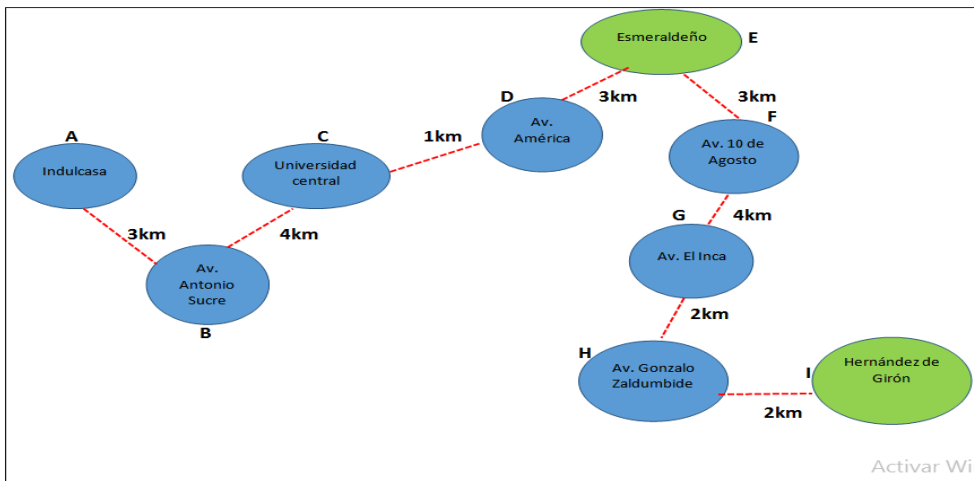 Esmeraldeño
E
3km
3km
D
F
Av.
América
Av. 10 de
Agosto
A
C
1km
Indulcasa
Universidad
central
G
4km
3km
4km
Av. El Inca
Av.
Antonio
Sucre
B
2km
H
Av. Gonzalo
Zaldumbide
I
Hernández de
Girón
2km
Activar Wi